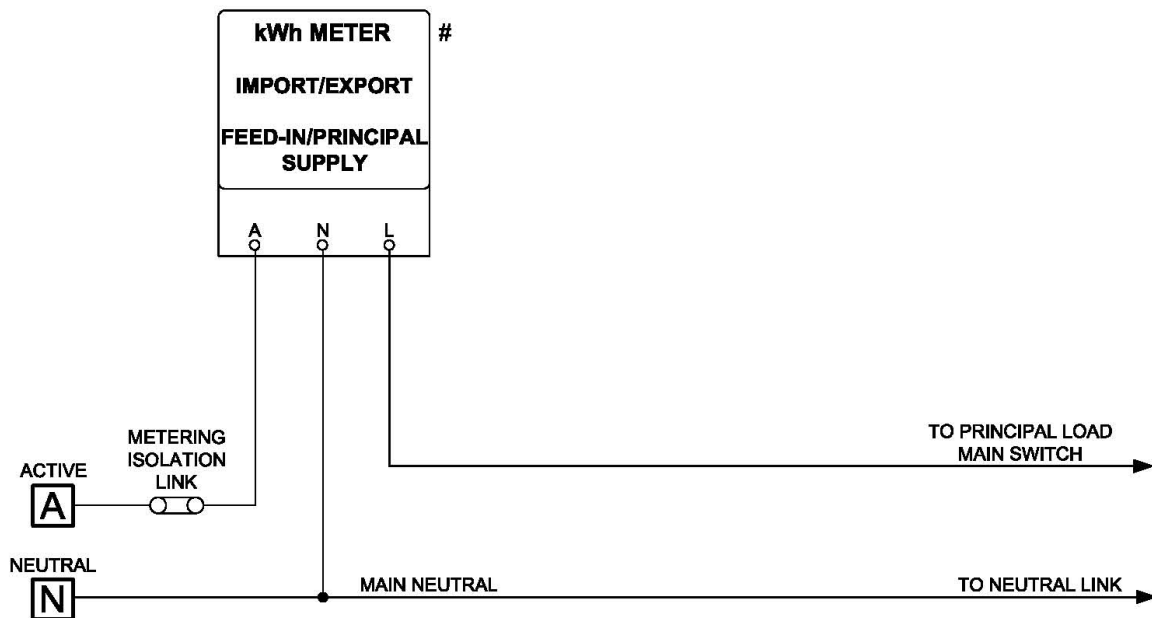 kWh METER #
IMPORT/EXPORT
FEED-IN/PRINCIPAL
SUPPLY
A N L
TO PRINCIPAL LOAD
MAIN SWITCH
METERING
ISOLATION
LINK
ACTIVE
A
NEUTRAL
N
MAIN NEUTRAL
TO NEUTRAL LINK